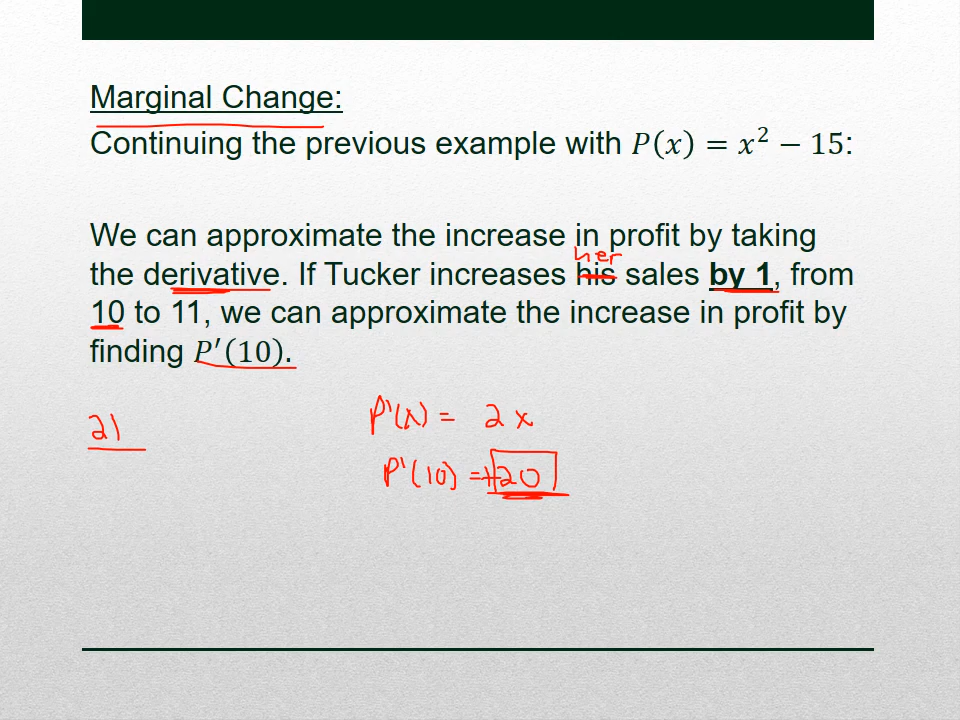 Marginal Change:
Continuing the previous example with P(x) = x² − 15:
We can approximate the increase in profit by taking
her
the derivative. If Tucker increases his sales by 1, from
10 to 11, we can approximate the increase in profit by
finding P′(10).
21
P'(x) = 2x
P'(10) = +20